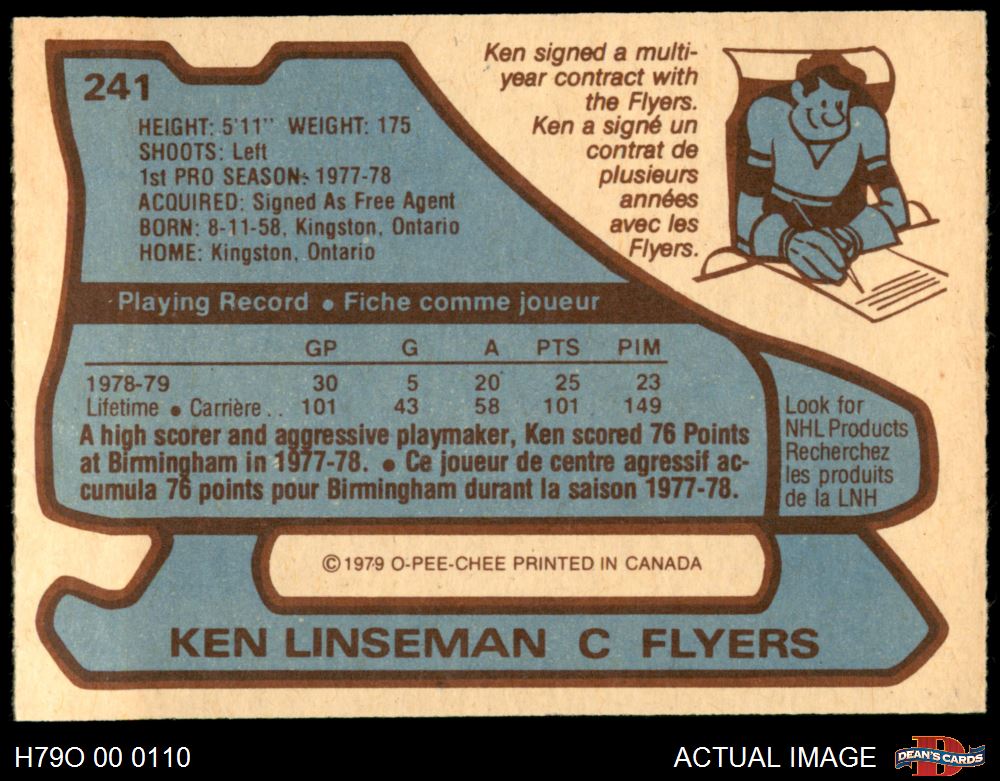 241
HEIGHT: 5'11" WEIGHT: 175
SHOOTS: Left
1st PRO SEASON: 1977-78
ACQUIRED: Signed As Free Agent
BORN: 8-11-58, Kingston, Ontario
HOME: Kingston, Ontario
Ken signed a multi-
year contract with
the Flyers.
Ken a signé un
contrat de
plusieurs
années
avec les
Flyers.
Playing Record • Fiche comme joueur
GP G A PTS PIM
1978-79 30 5 20 25 23
Lifetime • Carrière .. 101 43 58 101 149
A high scorer and aggressive playmaker, Ken scored 76 Points
at Birmingham in 1977-78. • Ce joueur de centre agressif ac-
cumula 76 points pour Birmingham durant la saison 1977-78.
Look for
NHL Products
Recherchez
les produits
de la LNH
©1979 O-PEE-CHEE PRINTED IN CANADA
KEN LINSEMAN C FLYERS
H79O 00 0110
ACTUAL IMAGE
D
DEAN'S CARDS